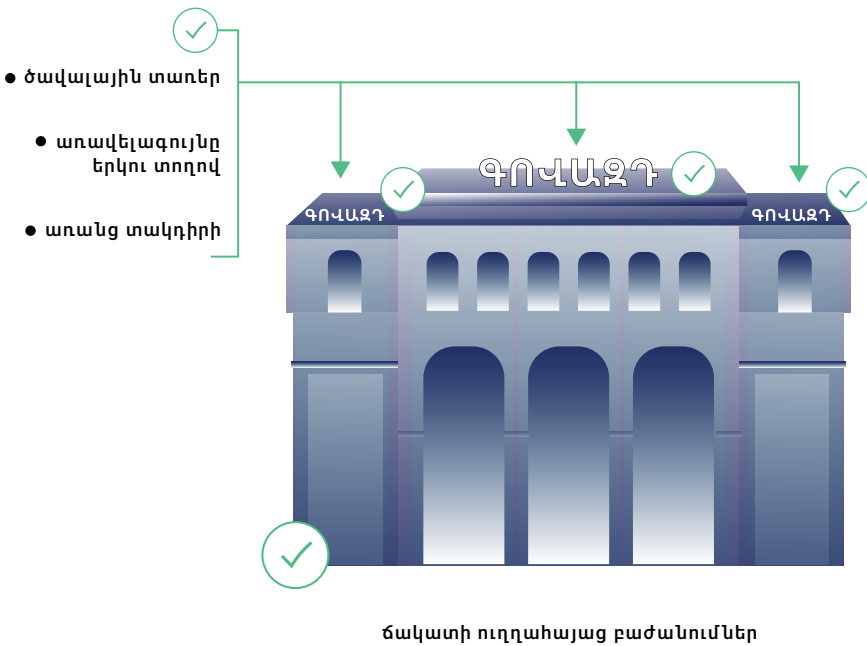 ● ծավալային տառեր
● առավելագույնը
երկու տողով
● առանց տակդիրի
ԳՈՎԱԶԴ
ԳՈՎԱԶԴ
ԳՈՎԱԶԴ
ճակատի ուղղահայաց բաժանումներ